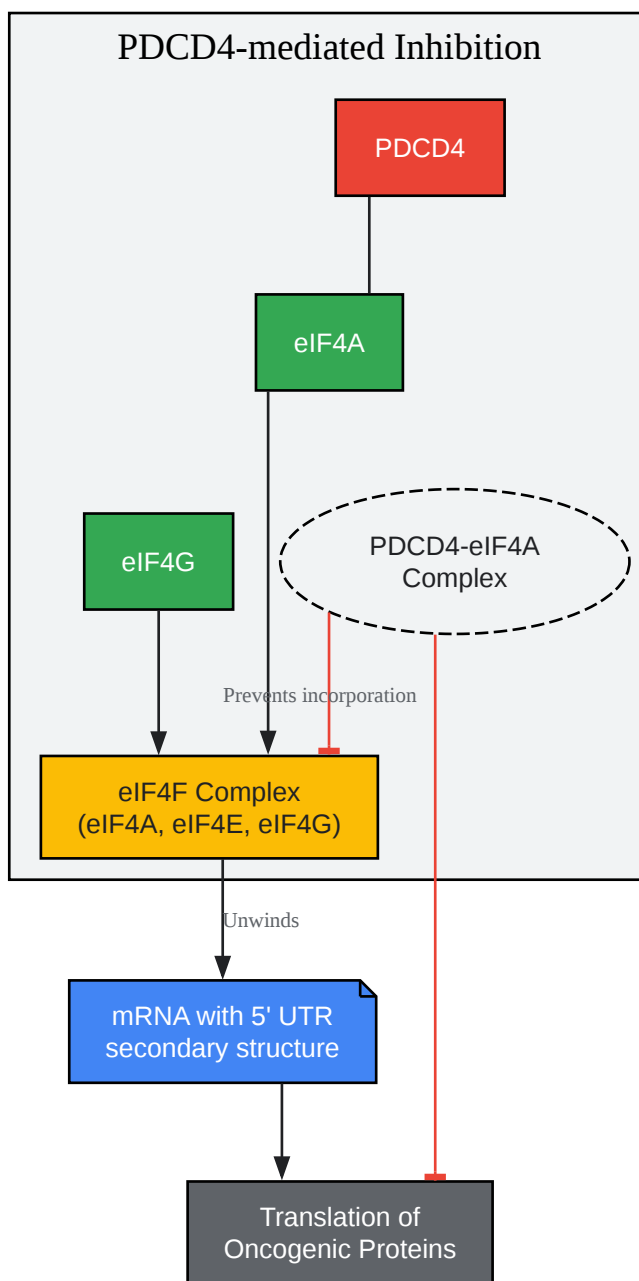 PDCD4-mediated Inhibition
PDCD4
eIF4A
eIF4G
PDCD4-eIF4A
Complex
Prevents incorporation
eIF4F Complex
(eIF4A, eIF4E, eIF4G)
Unwinds
mRNA with 5' UTR
secondary structure
Translation of
Oncogenic Proteins